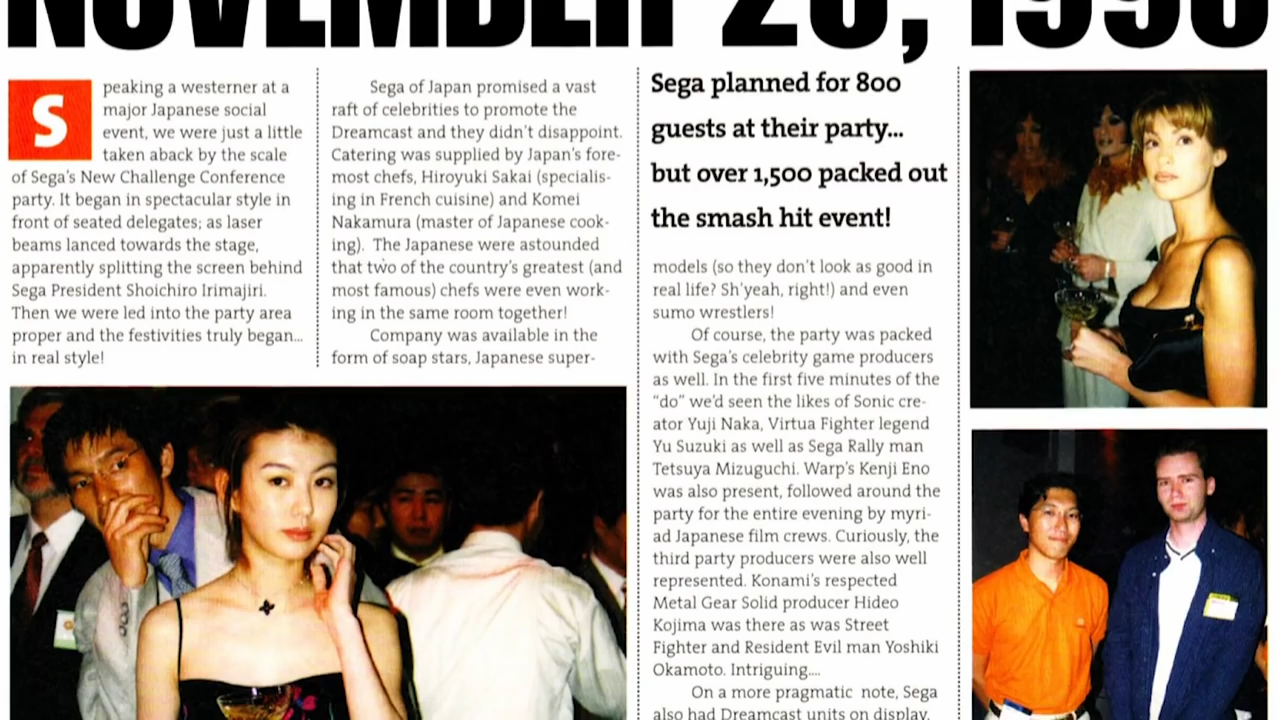 NOVEMBER 20, 1998
Speaking a westerner at a
major Japanese social
event, we were just a little
taken aback by the scale
of Sega's New Challenge Conference
party. It began in spectacular style in
front of seated delegates; as laser
beams lanced towards the stage,
apparently splitting the screen behind
Sega President Shoichiro Irimajiri.
Then we were led into the party area
proper and the festivities truly began...
in real style!
Sega of Japan promised a vast
raft of celebrities to promote the
Dreamcast and they didn't disappoint.
Catering was supplied by Japan's fore-
most chefs, Hiroyuki Sakai (specialis-
ing in French cuisine) and Komei
Nakamura (master of Japanese cook-
ing). The Japanese were astounded
that two of the country's greatest (and
most famous) chefs were even work-
ing in the same room together!
Company was available in the
form of soap stars, Japanese super-
Sega planned for 800
guests at their party...
but over 1,500 packed out
the smash hit event!
models (so they don't look as good in
real life? Sh'yeah, right!) and even
sumo wrestlers!
Of course, the party was packed
with Sega's celebrity game producers
as well. In the first five minutes of the
"do" we'd seen the likes of Sonic cre-
ator Yuji Naka, Virtua Fighter legend
Yu Suzuki as well as Sega Rally man
Tetsuya Mizuguchi. Warp's Kenji Eno
was also present, followed around the
party for the entire evening by myri-
ad Japanese film crews. Curiously, the
third party producers were also well
represented. Konami's respected
Metal Gear Solid producer Hideo
Kojima was there as was Street
Fighter and Resident Evil man Yoshiki
Okamoto. Intriguing....
On a more pragmatic note, Sega
also had Dreamcast units on display,